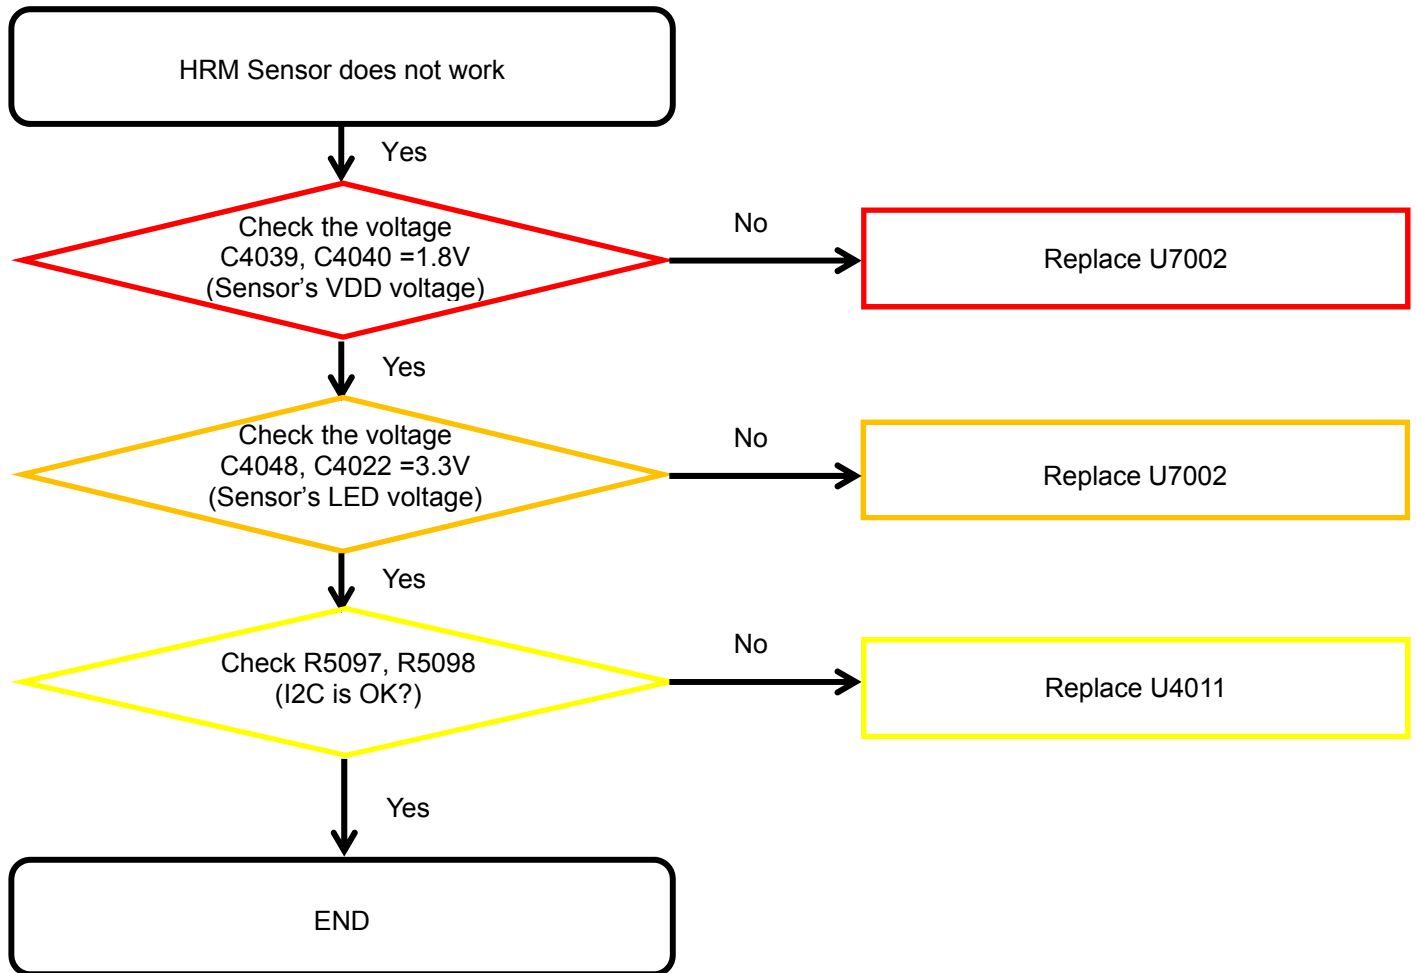 HRM Sensor does not work
Yes
Check the voltage
C4039, C4040 =1.8V
(Sensor’s VDD voltage)
No
Replace U7002
Yes
Check the voltage
C4048, C4022 =3.3V
(Sensor’s LED voltage)
No
Replace U7002
Yes
Check R5097, R5098
(I2C is OK?)
No
Replace U4011
Yes
END